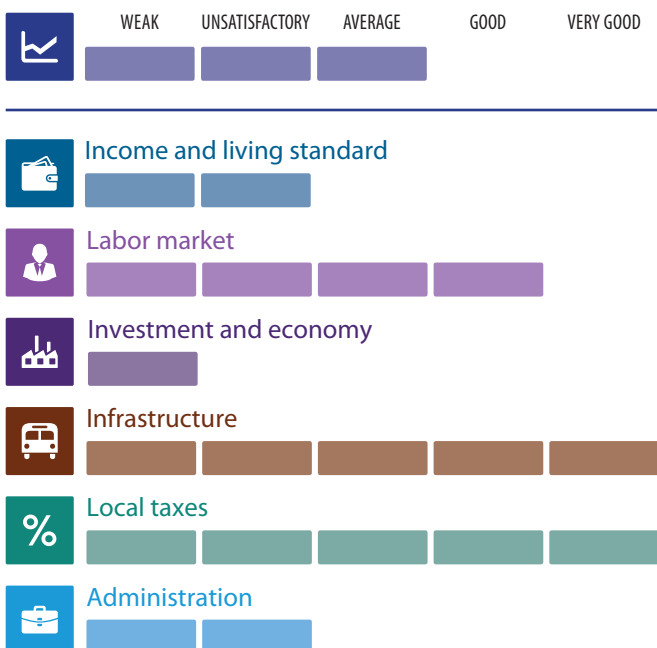 WEAK UNSATISFACTORY AVERAGE GOOD VERY GOOD
Income and living standard
Labor market
Investment and economy
Infrastructure
Local taxes
%
Administration